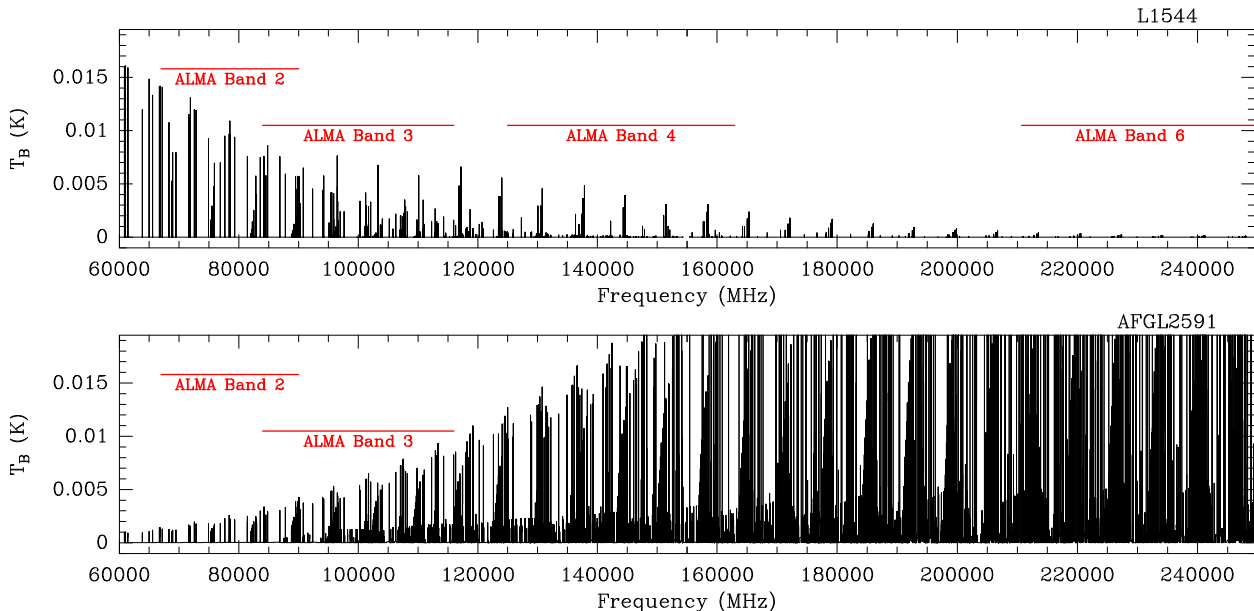 L1544
0.015
0.01
0.005
0
T_B (K)
ALMA Band 2
ALMA Band 3
ALMA Band 4
ALMA Band 6
60000 80000 100000 120000 140000 160000 180000 200000 220000 240000
Frequency (MHz)
AFGL2591
0.015
0.01
0.005
0
T_B (K)
ALMA Band 2
ALMA Band 3
60000 80000 100000 120000 140000 160000 180000 200000 220000 240000
Frequency (MHz)